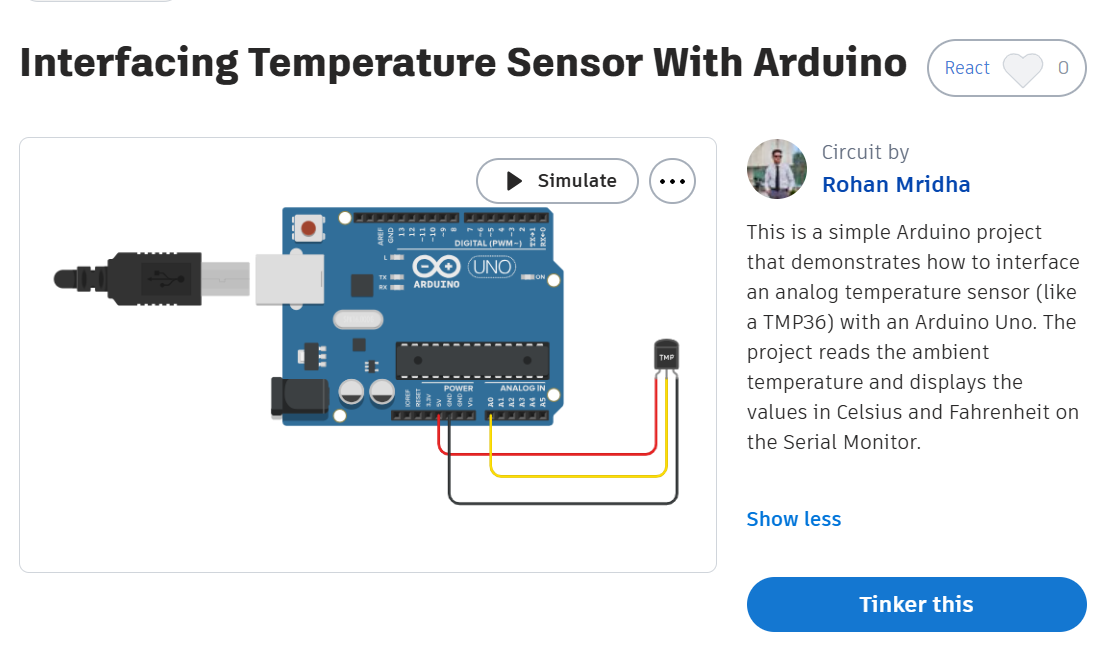 Interfacing Temperature Sensor With Arduino
React 0
Simulate
Circuit by
Rohan Mridha
This is a simple Arduino project
that demonstrates how to interface
an analog temperature sensor (like
a TMP36) with an Arduino Uno. The
project reads the ambient
temperature and displays the
values in Celsius and Fahrenheit on
the Serial Monitor.
Show less
Tinker this
AREF
GND
13
12
~11
~10
~9
8
7
~6
~5
4
~3
2
TX→1
RX←0
DIGITAL (PWM~)
L
TX
RX
UNO
ARDUINO
ON
TMP
POWER
ANALOG IN
IOREF
RESET
3.3V
5V
GND
GND
Vin
A0
A1
A2
A3
A4
A5